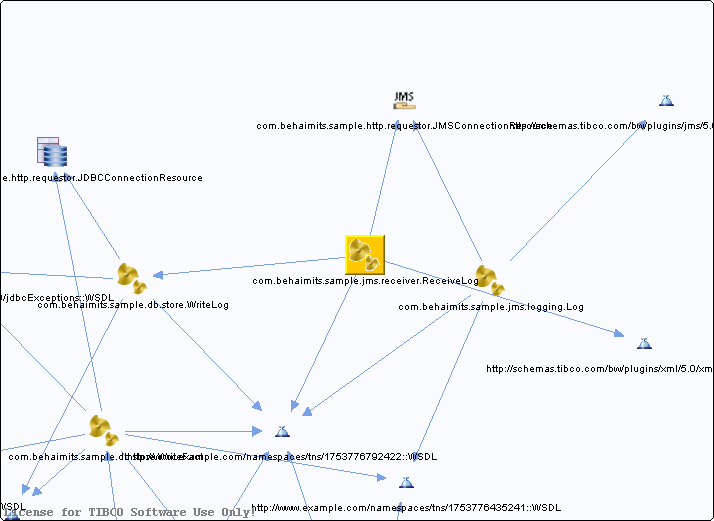 JMS
com.behaimits.sample.http.requestor.JMSConnectionResource
http://schemas.tibco.com/bw/plugins/jms/5.0
e.http.requestor.JDBCConnectionResource
com.behaimits.sample.jms.receiver.ReceiveLog
/jdbcExceptions::WSDL
com.behaimits.sample.db.store.WriteLog
com.behaimits.sample.jms.logging.Log
http://schemas.tibco.com/bw/plugins/xml/5.0/xm
com.behaimits.sample.db.store.
.example.com/namespaces/tns/1753776792422::WSDL
WSDL
http://www.example.com/namespaces/tns/1753776435241::WSDL
License for TIBCO Software Use Only!